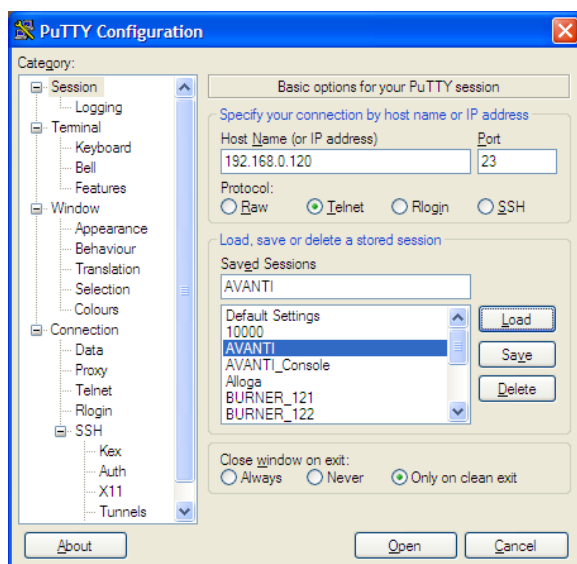 PuTTY Configuration
Category:
Session
Logging
Terminal
Keyboard
Bell
Features
Window
Appearance
Behaviour
Translation
Selection
Colours
Connection
Data
Proxy
Telnet
Rlogin
SSH
Kex
Auth
X11
Tunnels
Basic options for your PuTTY session
Specify your connection by host name or IP address
Host Name (or IP address) Port
192.168.0.120 23
Protocol:
Raw Telnet Rlogin SSH
Load, save or delete a stored session
Saved Sessions
AVANTI
Default Settings
10000
AVANTI
AVANTI_Console
Alloga
BURNER_121
BURNER_122
Load
Save
Delete
Close window on exit:
Always Never Only on clean exit
About Open Cancel